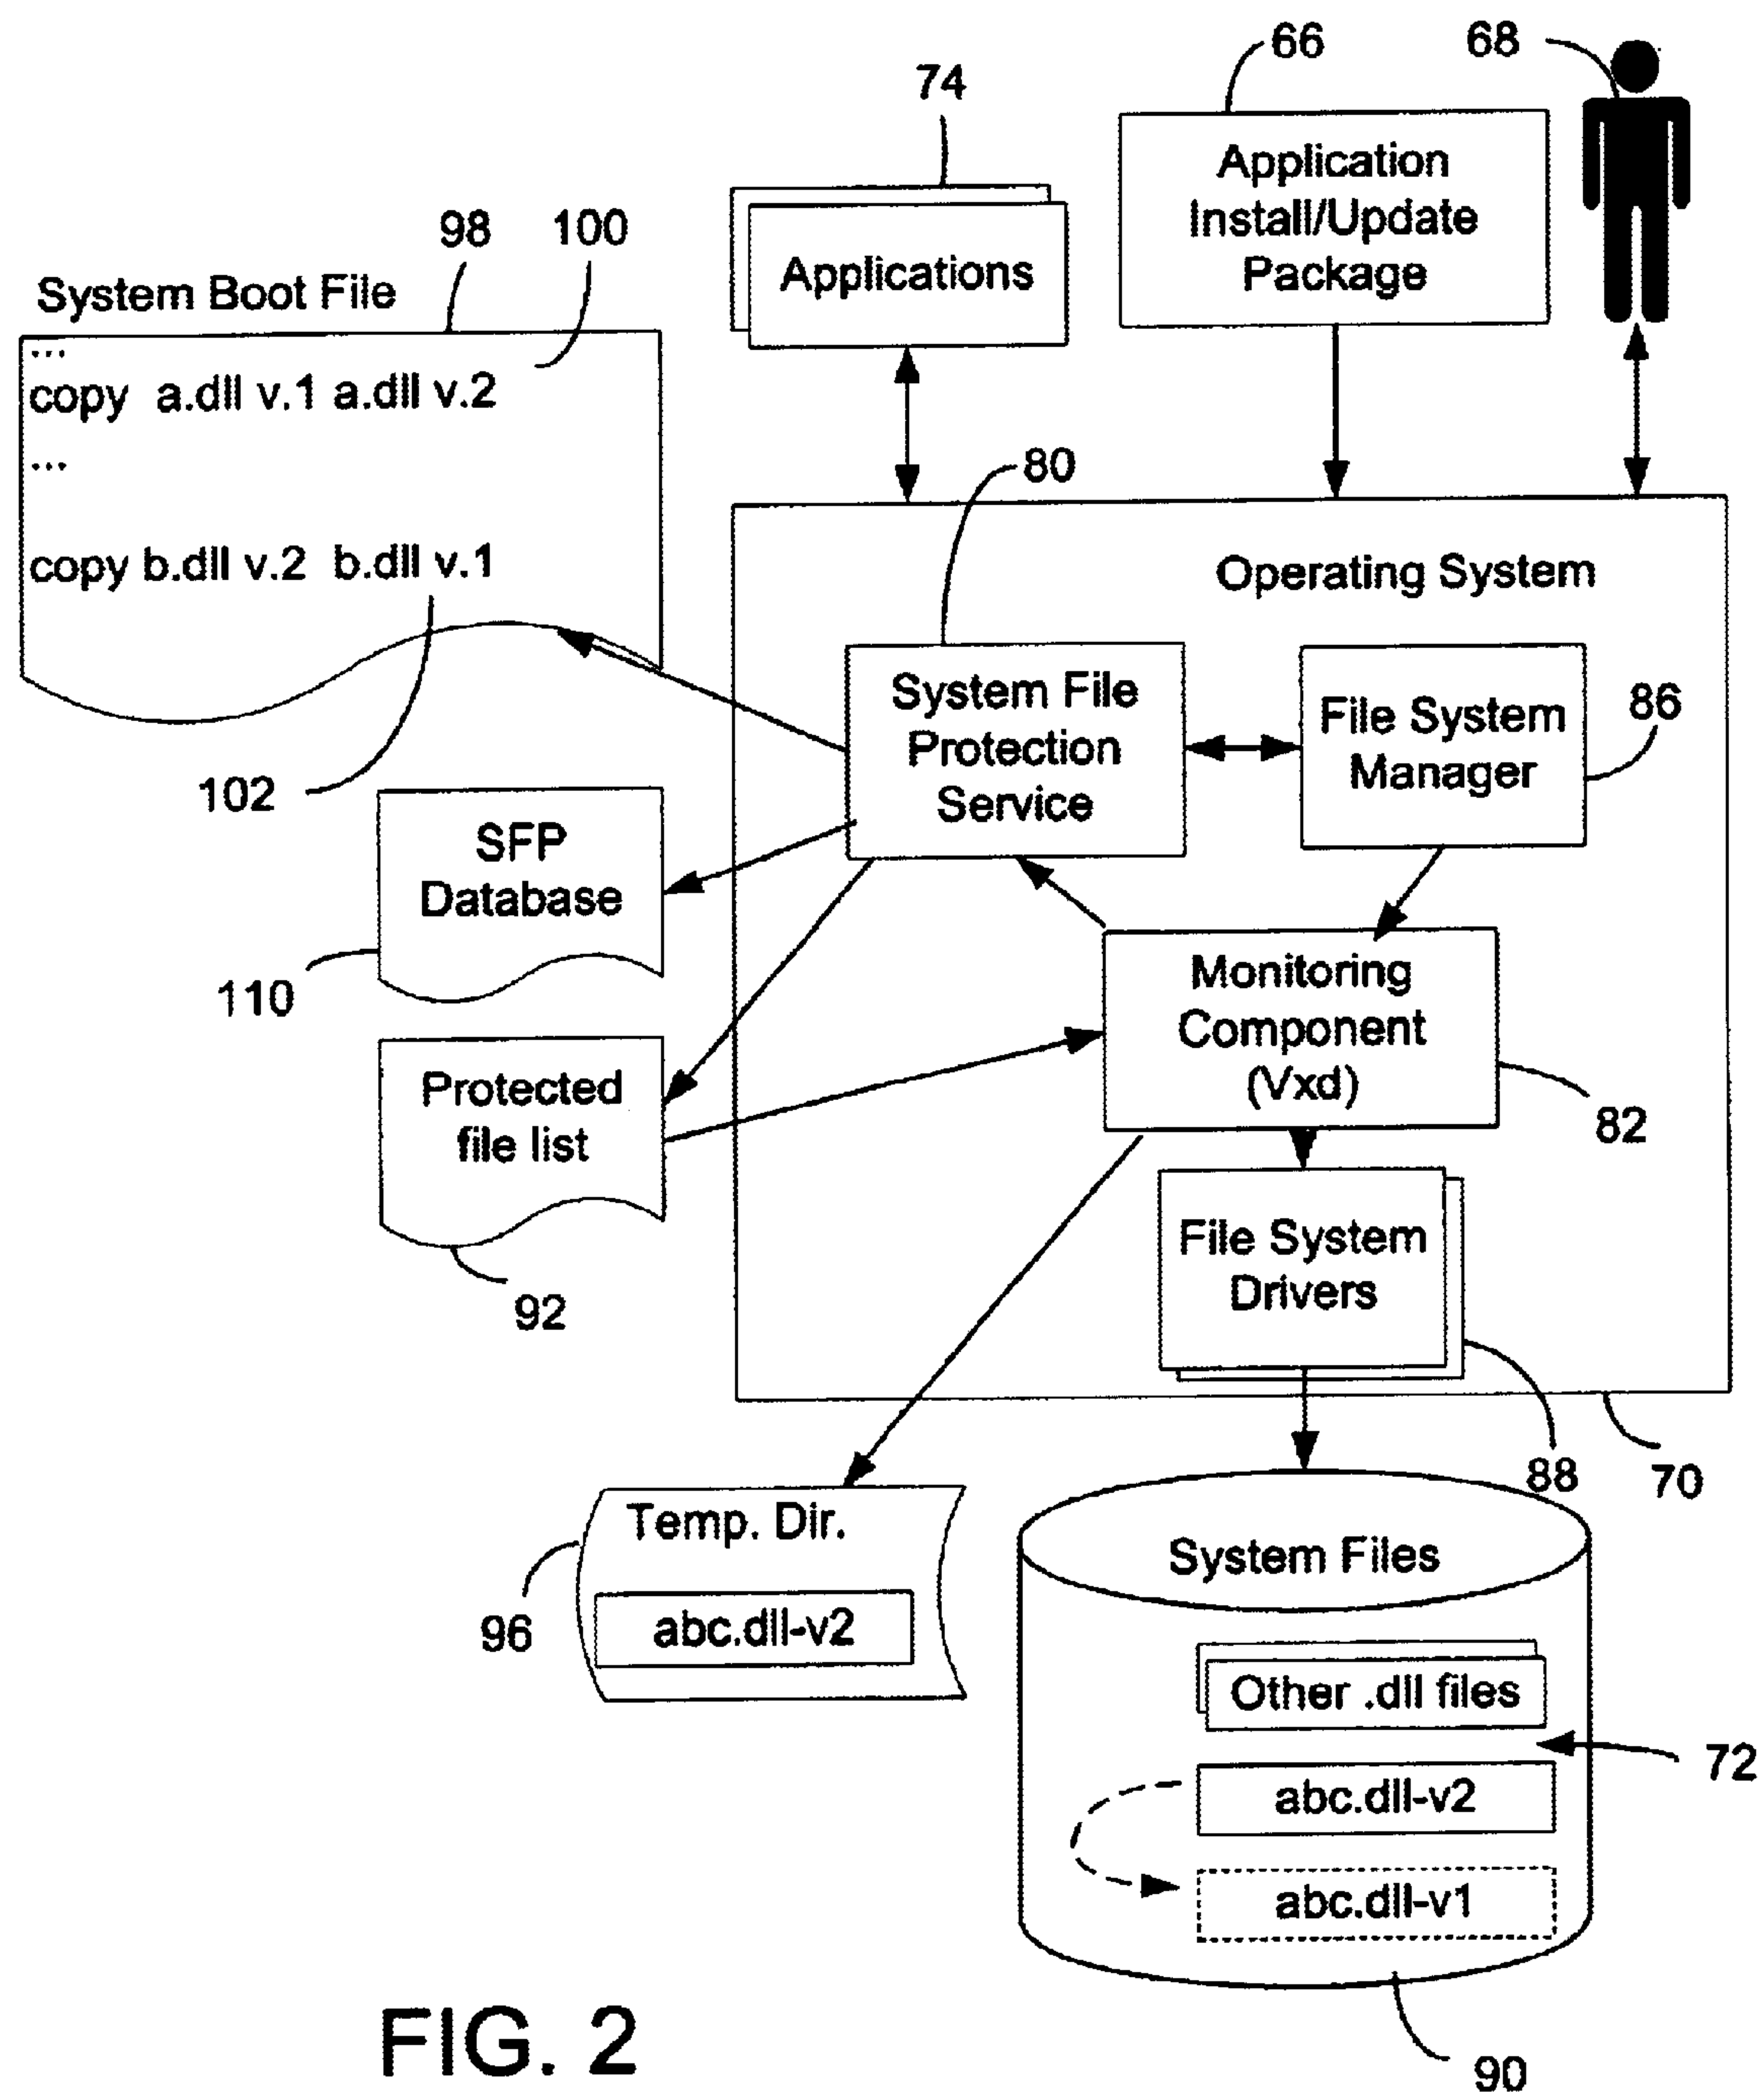 66
68
74
Application
Install/Update
Package
Applications
98
100
System Boot File
...
copy a.dll v.1 a.dll v.2
...
copy b.dll v.2 b.dll v.1
102
80
Operating System
System File
Protection
Service
File System
Manager
86
SFP
Database
110
Monitoring
Component
(Vxd)
82
Protected
file list
92
File System
Drivers
88
70
Temp. Dir.
abc.dll-v2
96
System Files
Other .dll files
72
abc.dll-v2
abc.dll-v1
90
FIG. 2